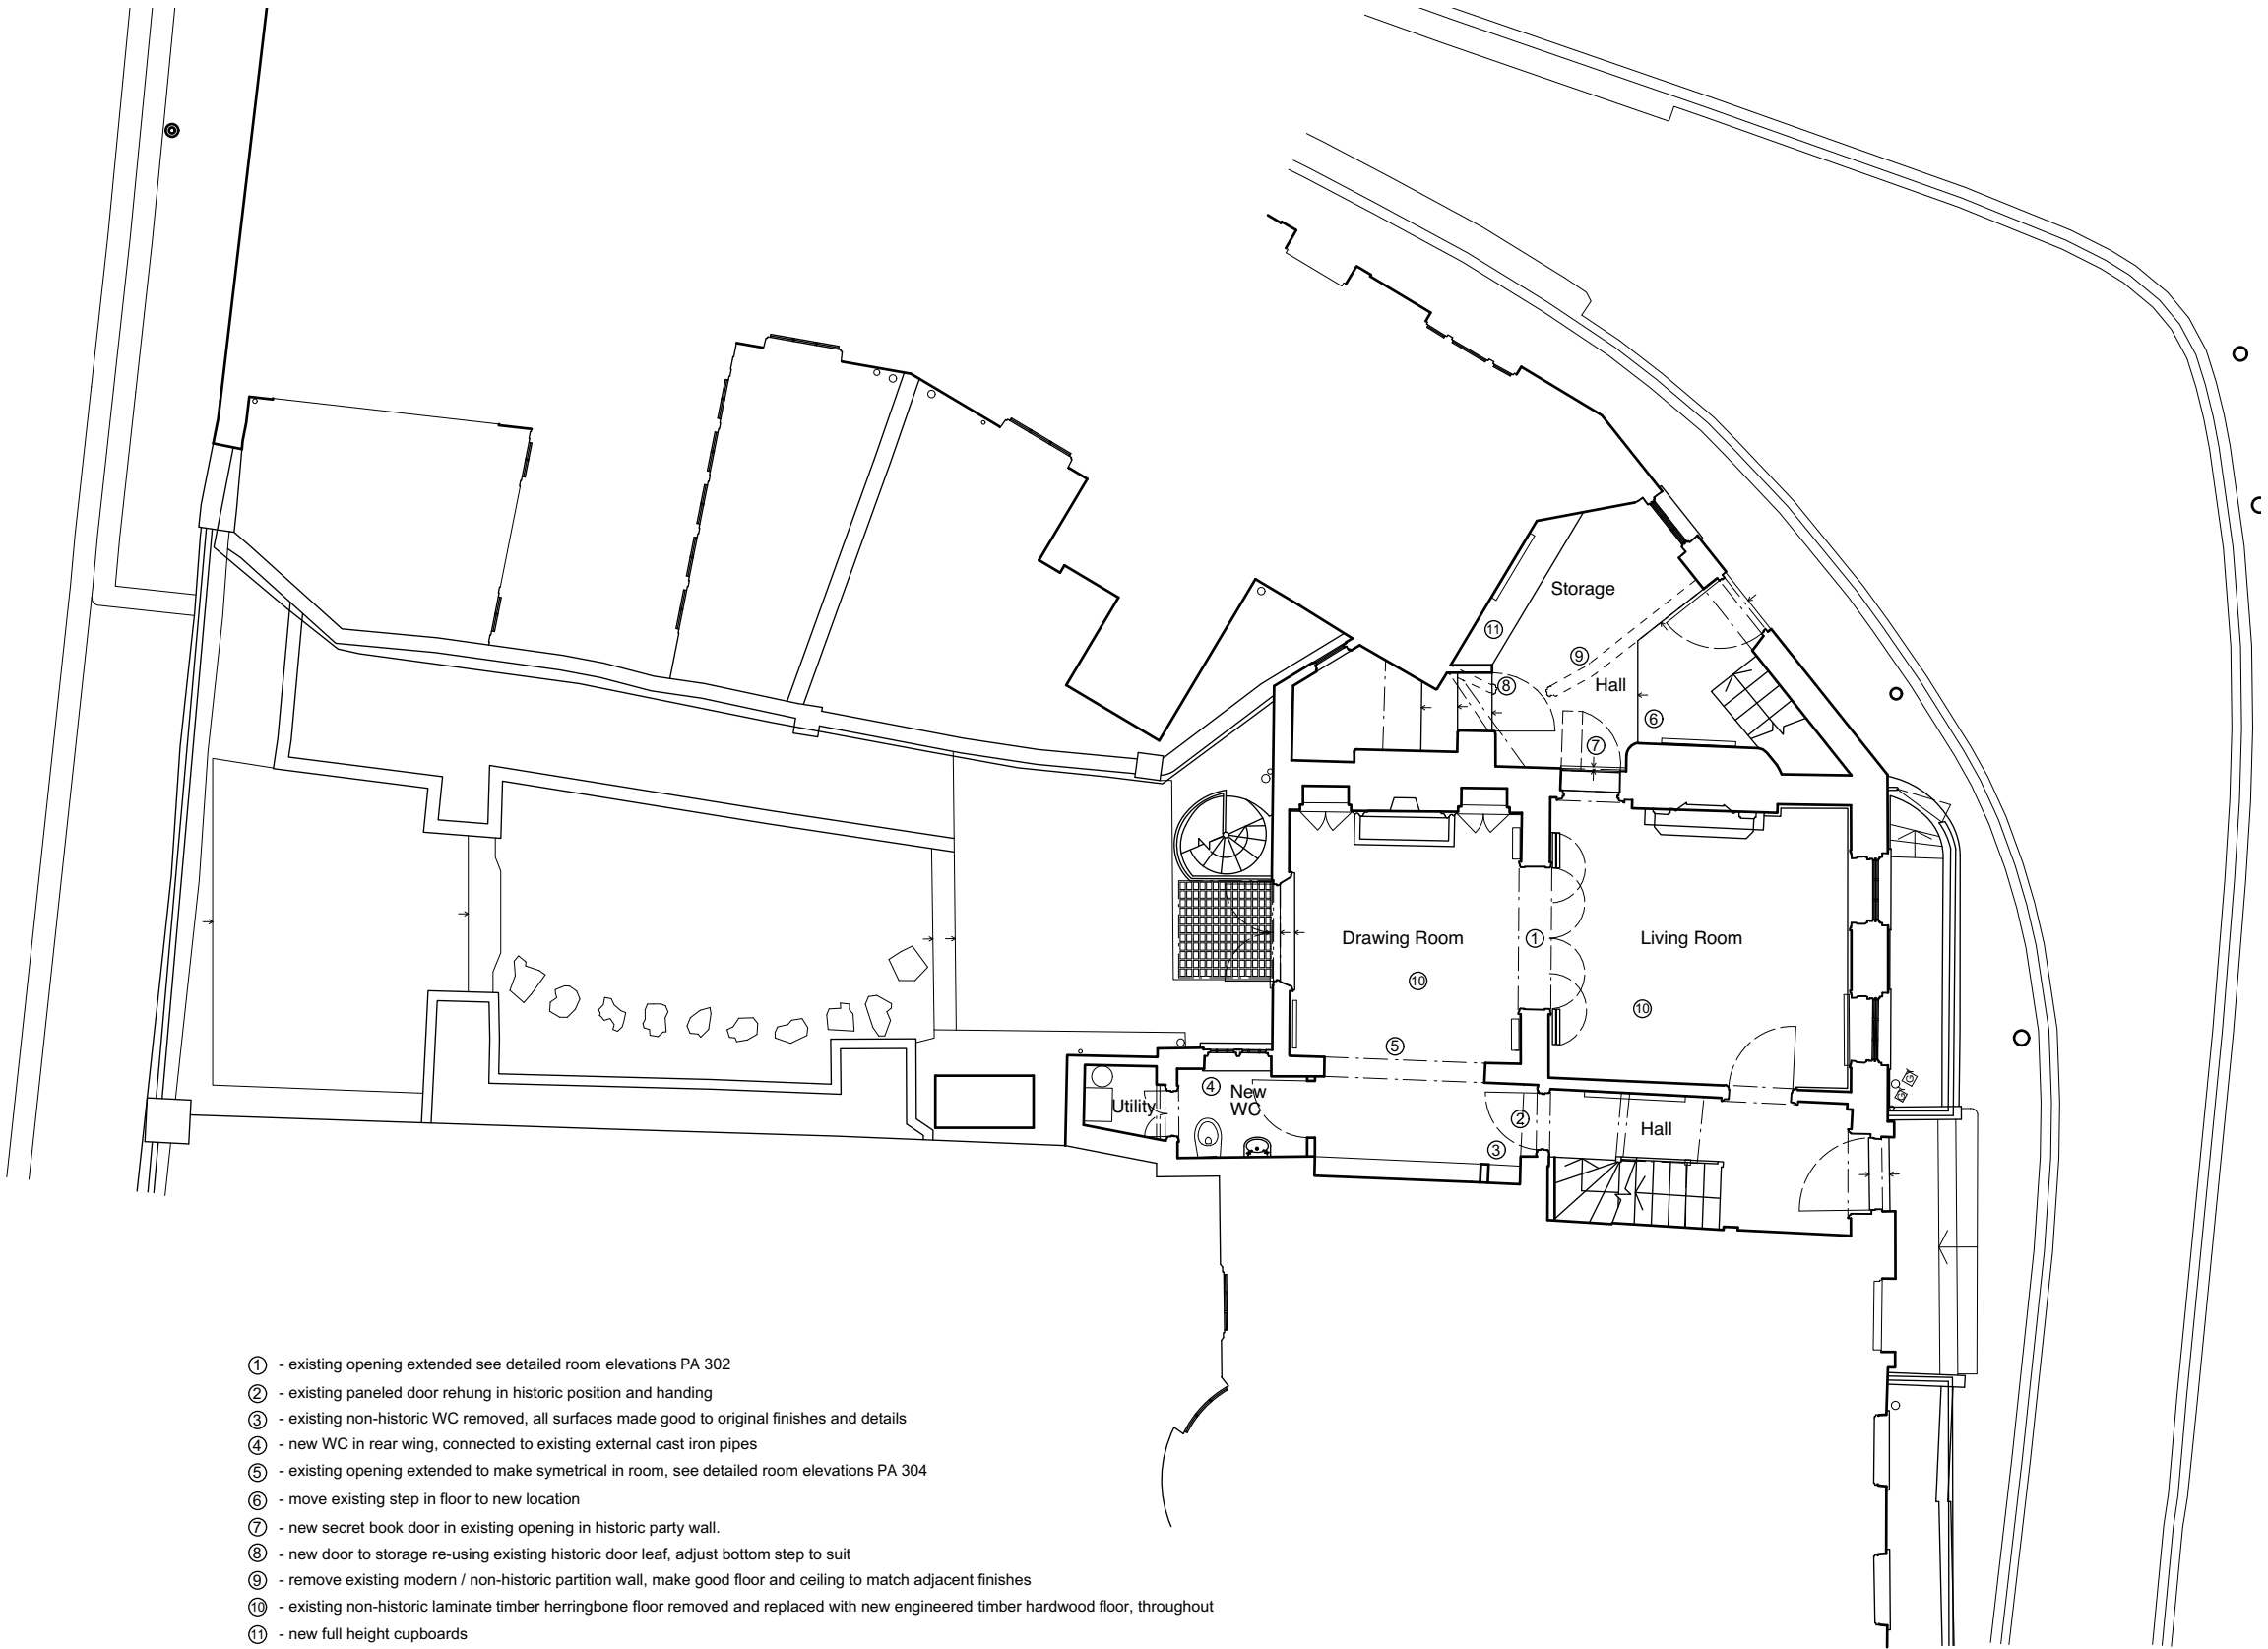 Storage
⑪
⑨
Hall
⑧
⑥
⑦
Drawing Room
①
Living Room
⑩
⑩
⑤
④
New
WC
Utility
②
Hall
③
① - existing opening extended see detailed room elevations PA 302
② - existing paneled door rehung in historic position and handing
③ - existing non-historic WC removed, all surfaces made good to original finishes and details
④ - new WC in rear wing, connected to existing external cast iron pipes
⑤ - existing opening extended to make symetrical in room, see detailed room elevations PA 304
⑥ - move existing step in floor to new location
⑦ - new secret book door in existing opening in historic party wall.
⑧ - new door to storage re-using existing historic door leaf, adjust bottom step to suit
⑨ - remove existing modern / non-historic partition wall, make good floor and ceiling to match adjacent finishes
⑩ - existing non-historic laminate timber herringbone floor removed and replaced with new engineered timber hardwood floor, throughout
⑪ - new full height cupboards